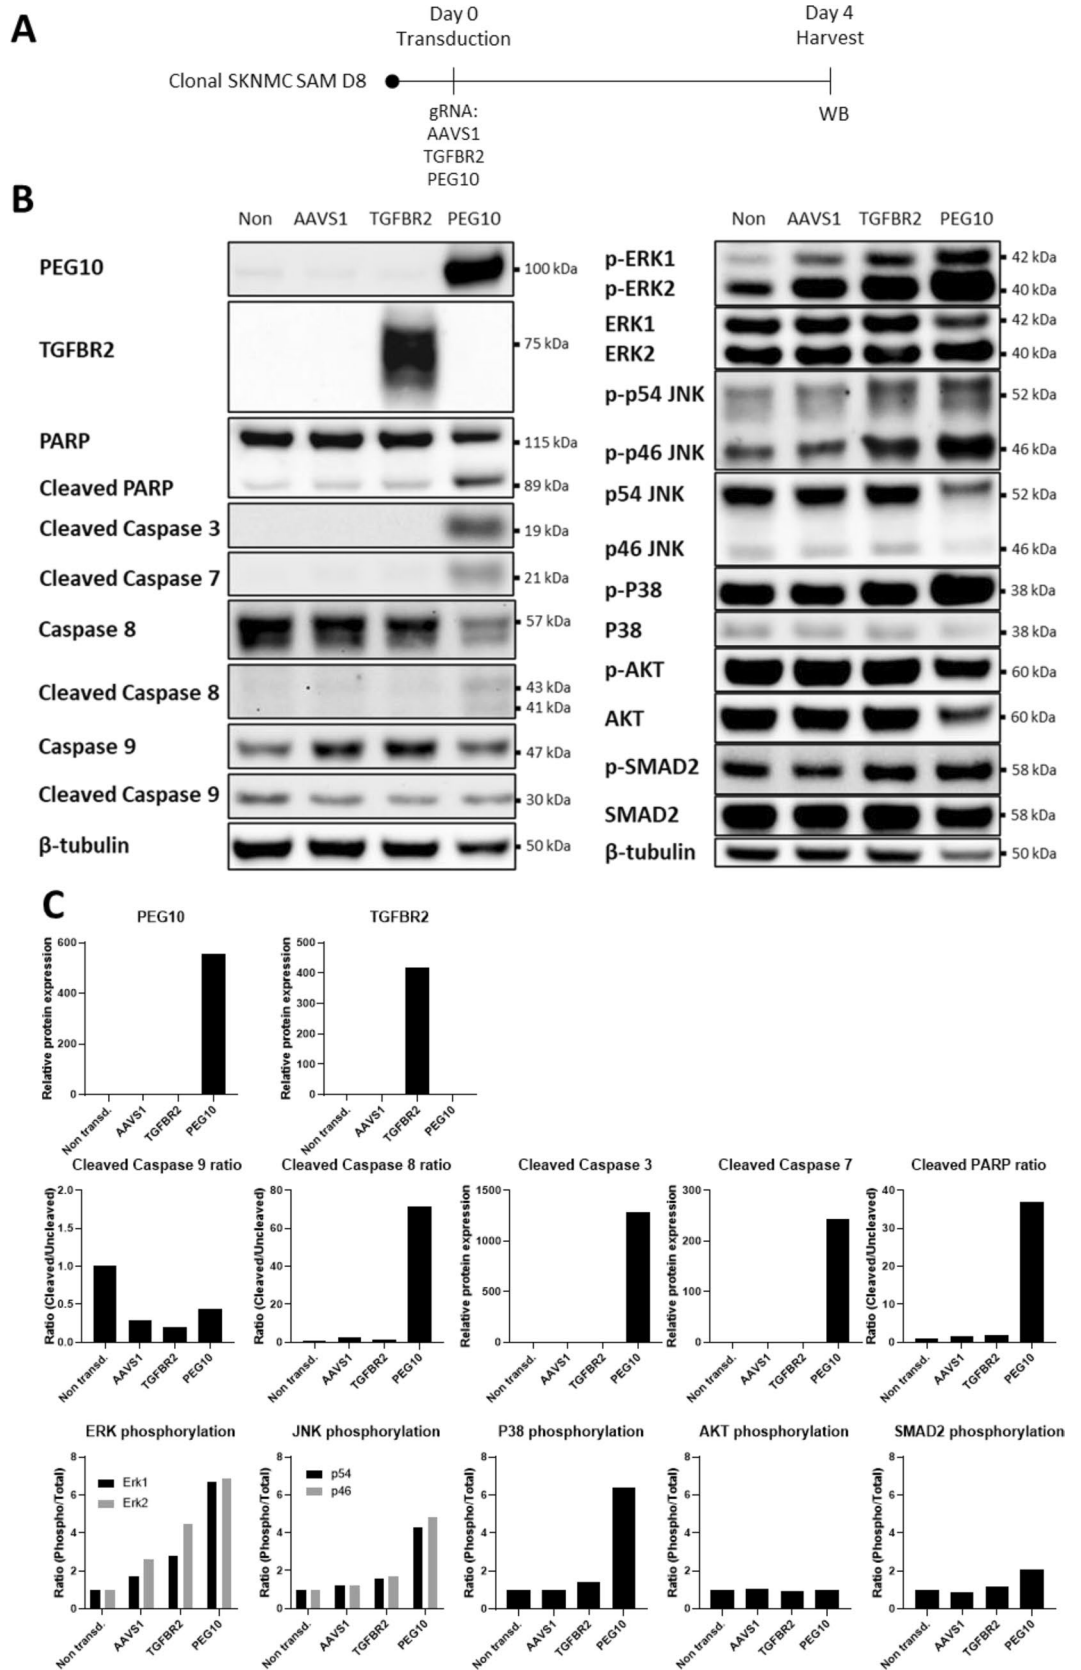 A
Day 0
Transduction
Day 4
Harvest
Clonal SKNMC SAM D8
gRNA:
AAVS1
TGFBR2
PEG10
WB
B
Non AAVS1 TGFBR2 PEG10
PEG10
100 kDa
TGFBR2
75 kDa
PARP
115 kDa
Cleaved PARP
89 kDa
Cleaved Caspase 3
19 kDa
Cleaved Caspase 7
21 kDa
Caspase 8
57 kDa
Cleaved Caspase 8
43 kDa
41 kDa
Caspase 9
47 kDa
Cleaved Caspase 9
30 kDa
β-tubulin
50 kDa
Non AAVS1 TGFBR2 PEG10
p-ERK1
42 kDa
p-ERK2
40 kDa
ERK1
42 kDa
ERK2
40 kDa
p-p54 JNK
52 kDa
p-p46 JNK
46 kDa
p54 JNK
52 kDa
p46 JNK
46 kDa
p-P38
38 kDa
P38
38 kDa
p-AKT
60 kDa
AKT
60 kDa
p-SMAD2
58 kDa
SMAD2
58 kDa
β-tubulin
50 kDa
C
PEG10
Relative protein expression
600
400
200
0
Non transd.
AAVS1
TGFBR2
PEG10
TGFBR2
Relative protein expression
500
400
300
200
100
0
Non transd.
AAVS1
TGFBR2
PEG10
Cleaved Caspase 9 ratio
Ratio (Cleaved/Uncleaved)
2.0
1.5
1.0
0.5
0.0
Non transd.
AAVS1
TGFBR2
PEG10
Cleaved Caspase 8 ratio
Ratio (Cleaved/Uncleaved)
80
60
40
20
0
Non transd.
AAVS1
TGFBR2
PEG10
Cleaved Caspase 3
Relative protein expression
1500
1000
500
0
Non transd.
AAVS1
TGFBR2
PEG10
Cleaved Caspase 7
Relative protein expression
300
200
100
0
Non transd.
AAVS1
TGFBR2
PEG10
Cleaved PARP ratio
Ratio (Cleaved/Uncleaved)
40
30
20
10
0
Non transd.
AAVS1
TGFBR2
PEG10
ERK phosphorylation
Ratio (Phospho/Total)
8
6
4
2
0
Erk1
Erk2
Non transd.
AAVS1
TGFBR2
PEG10
JNK phosphorylation
Ratio (Phospho/Total)
8
6
4
2
0
p54
p46
Non transd.
AAVS1
TGFBR2
PEG10
P38 phosphorylation
Ratio (Phospho/Total)
8
6
4
2
0
Non transd.
AAVS1
TGFBR2
PEG10
AKT phosphorylation
Ratio (Phospho/Total)
8
6
4
2
0
Non transd.
AAVS1
TGFBR2
PEG10
SMAD2 phosphorylation
Ratio (Phospho/Total)
8
6
4
2
0
Non transd.
AAVS1
TGFBR2
PEG10